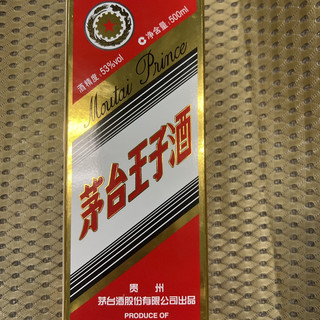 酒精度:53%vol
净含量:500ml
Moutai Prince
茅台王子酒
贵州
茅台酒股份有限公司出品
PRODUCE OF